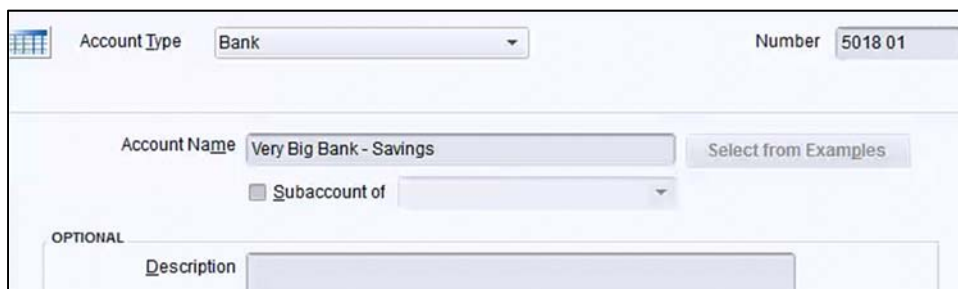 Account Type Bank Number 5018 01
Account Name Very Big Bank - Savings Select from Examples
Subaccount of
OPTIONAL
Description